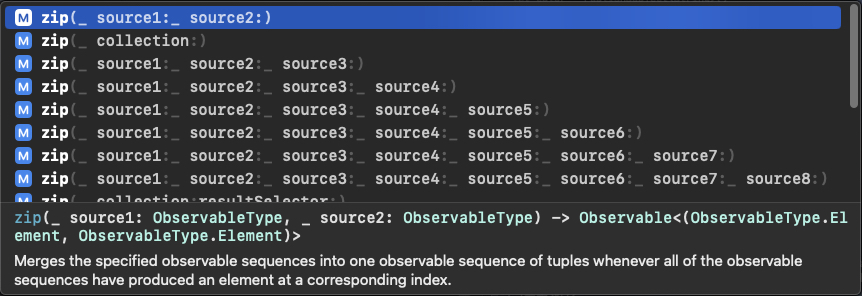 M zip(_ source1:_ source2:)
M zip(_ collection:)
M zip(_ source1:_ source2:_ source3:)
M zip(_ source1:_ source2:_ source3:_ source4:)
M zip(_ source1:_ source2:_ source3:_ source4:_ source5:)
M zip(_ source1:_ source2:_ source3:_ source4:_ source5:_ source6:)
M zip(_ source1:_ source2:_ source3:_ source4:_ source5:_ source6:_ source7:)
M zip(_ source1:_ source2:_ source3:_ source4:_ source5:_ source6:_ source7:_ source8:)
M zip(_ collection:resultSelector:)
zip(_ source1: ObservableType, _ source2: ObservableType) -> Observable<(ObservableType.El
ement, ObservableType.Element)>
Merges the specified observable sequences into one observable sequence of tuples whenever all of the observable
sequences have produced an element at a corresponding index.